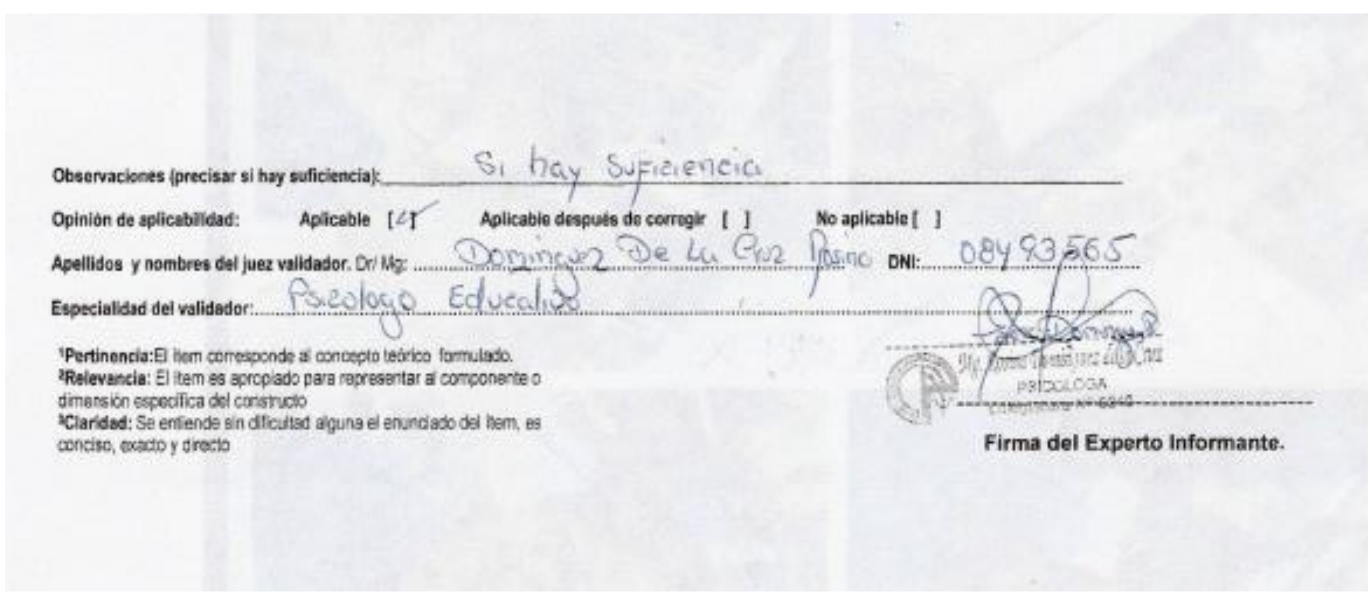 Observaciones (precisar si hay suficiencia): Si hay Suficiencia
Opinión de aplicabilidad: Aplicable [✓] Aplicable después de corregir [ ] No aplicable [ ]
Apellidos y nombres del juez validador. Dr/ Mg: Dominguez De La Cruz DNI: 08493565
Especialidad del validador: Psicologo Educativo
¹Pertinencia:El ítem corresponde al concepto teórico formulado.
²Relevancia: El ítem es apropiado para representar al componente o
dimensión específica del constructo
³Claridad: Se entiende sin dificultad alguna el enunciado del ítem, es
conciso, exacto y directo
PSICOLOGA
Firma del Experto Informante.